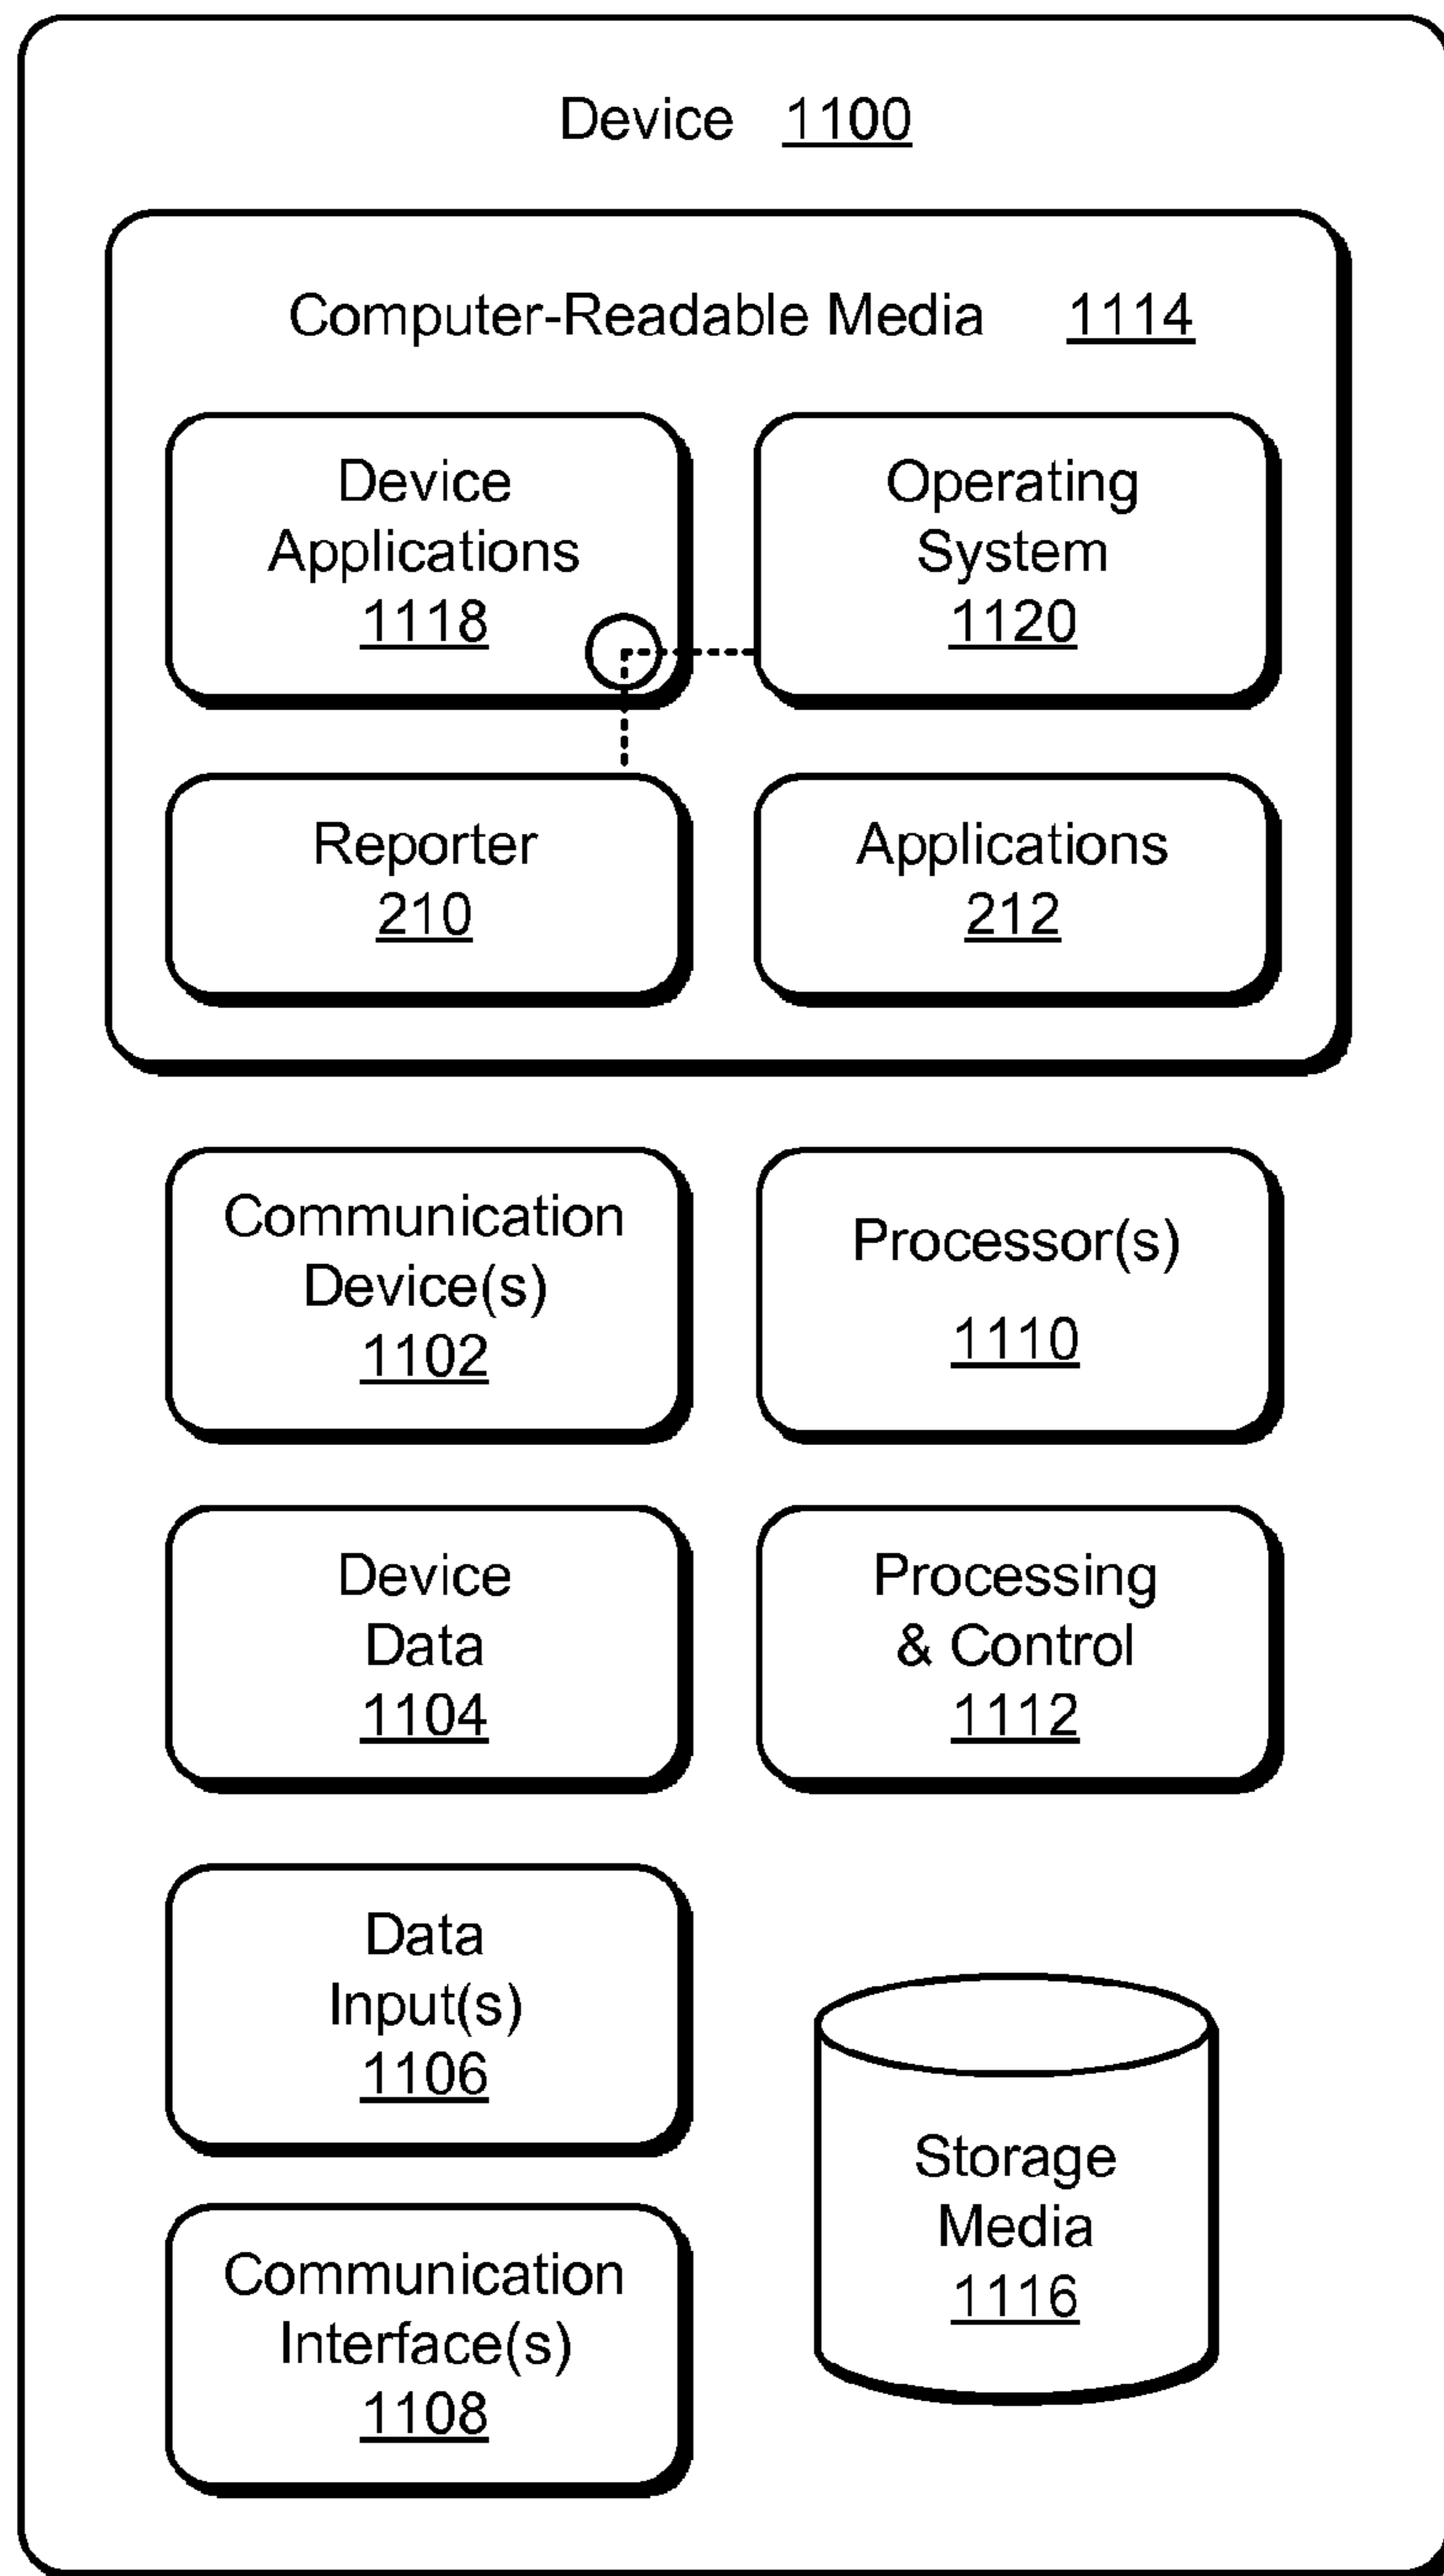 Device 1100
Computer-Readable Media 1114
Device
Applications
1118
Operating
System
1120
Reporter
210
Applications
212
Communication
Device(s)
1102
Processor(s)
1110
Device
Data
1104
Processing
& Control
1112
Data
Input(s)
1106
Storage
Media
1116
Communication
Interface(s)
1108